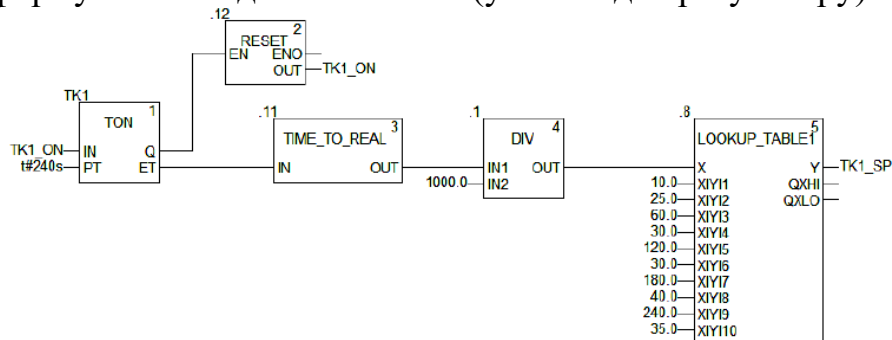 .12
RESET 2
EN ENO
OUT TK1_ON
TK1
TON 1
TK1_ON IN Q
t#240s PT ET
.11
TIME_TO_REAL 3
IN OUT
.1
DIV 4
IN1 OUT
1000.0 IN2
.8
LOOKUP_TABLE1 5
X Y TK1_SP
10.0 XIYI1 QXHI
25.0 XIYI2 QXLO
60.0 XIYI3
30.0 XIYI4
120.0 XIYI5
30.0 XIYI6
180.0 XIYI7
40.0 XIYI8
240.0 XIYI9
35.0 XIYI10